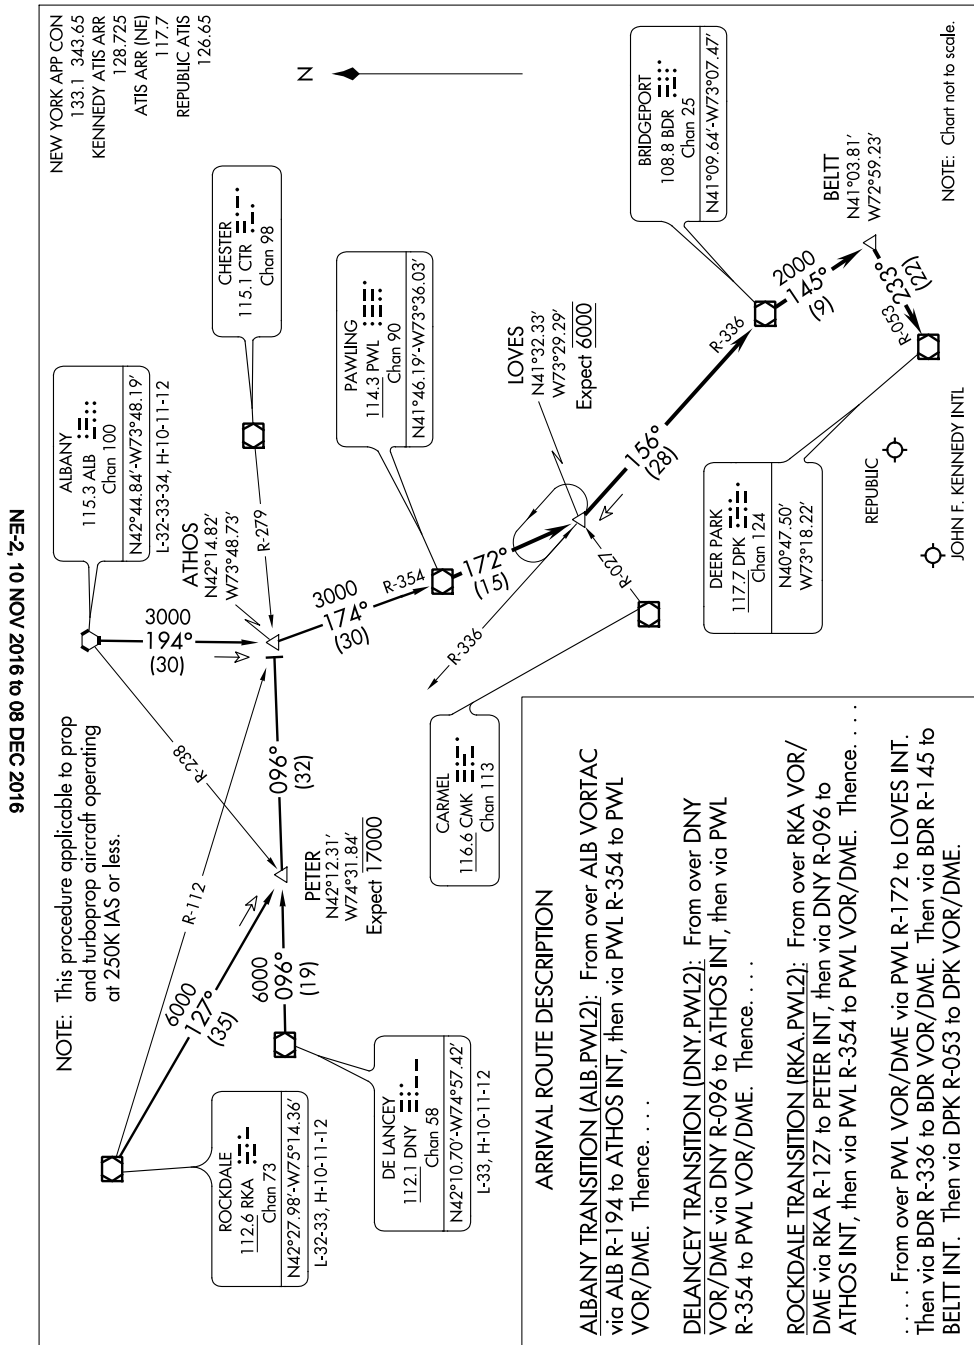 NEW YORK APP CON
133.1 343.65
KENNEDY ATIS ARR
128.725
ATIS ARR (NE)
117.7
REPUBLIC ATIS
126.65
N
NOTE: This procedure applicable to prop
and turboprop aircraft operating
at 250K IAS or less.
ALBANY
115.3 ALB
Chan 100
N42°44.84'-W73°48.19'
L-32-33-34, H-10-11-12
CHESTER
115.1 CTR
Chan 98
R-279
ATHOS
N42°14.82'
W73°48.73'
3000
194°
(30)
R-238
R-112
ROCKDALE
112.6 RKA
Chan 73
N42°27.98'-W75°14.36'
L-32-33, H-10-11-12
6000
127°
(35)
DE LANCEY
112.1 DNY
Chan 58
N42°10.70'-W74°57.42'
L-33, H-10-11-12
6000
096°
(19)
PETER
N42°12.31'
W74°31.84'
Expect 17000
096°
(32)
3000
174°
(30)
R-354
PAWLING
114.3 PWL
Chan 90
N41°46.19'-W73°36.03'
172°
(15)
R-336
LOVES
N41°32.33'
W73°29.29'
Expect 6000
R-027
CARMEL
116.6 CMK
Chan 113
156°
(28)
R-336
BRIDGEPORT
108.8 BDR
Chan 25
N41°09.64'-W73°07.47'
2000
145°
(9)
BELTT
N41°03.81'
W72°59.23'
R-053
233°
(22)
DEER PARK
117.7 DPK
Chan 124
N40°47.50'
W73°18.22'
REPUBLIC
JOHN F. KENNEDY INTL
NOTE: Chart not to scale.
ARRIVAL ROUTE DESCRIPTION
ALBANY TRANSITION (ALB.PWL2): From over ALB VORTAC
via ALB R-194 to ATHOS INT, then via PWL R-354 to PWL
VOR/DME. Thence. . . .
DELANCEY TRANSITION (DNY.PWL2): From over DNY
VOR/DME via DNY R-096 to ATHOS INT, then via PWL
R-354 to PWL VOR/DME. Thence. . . .
ROCKDALE TRANSITION (RKA.PWL2): From over RKA VOR/
DME via RKA R-127 to PETER INT, then via DNY R-096 to
ATHOS INT, then via PWL R-354 to PWL VOR/DME. Thence. . . .
. . . . From over PWL VOR/DME via PWL R-172 to LOVES INT.
Then via BDR R-336 to BDR VOR/DME. Then via BDR R-145 to
BELTT INT. Then via DPK R-053 to DPK VOR/DME.
NE-2, 10 NOV 2016 to 08 DEC 2016